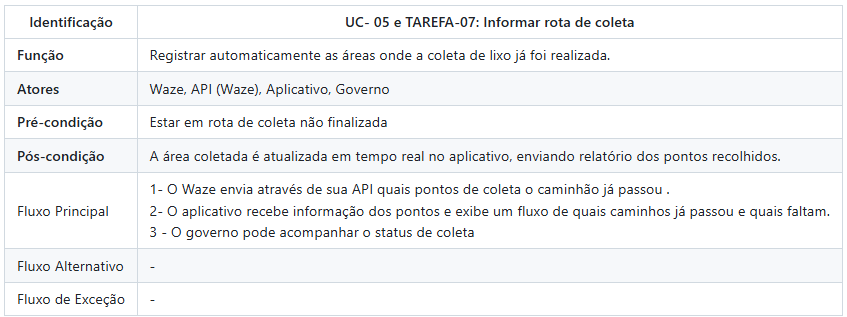 Identificação UC- 05 e TAREFA-07: Informar rota de coleta
Função Registrar automaticamente as áreas onde a coleta de lixo já foi realizada.
Atores Waze, API (Waze), Aplicativo, Governo
Pré-condição Estar em rota de coleta não finalizada
Pós-condição A área coletada é atualizada em tempo real no aplicativo, enviando relatório dos pontos recolhidos.
Fluxo Principal
1- O Waze envia através de sua API quais pontos de coleta o caminhão já passou .
2- O aplicativo recebe informação dos pontos e exibe um fluxo de quais caminhos já passou e quais faltam.
3 - O governo pode acompanhar o status de coleta
Fluxo Alternativo -
Fluxo de Exceção -